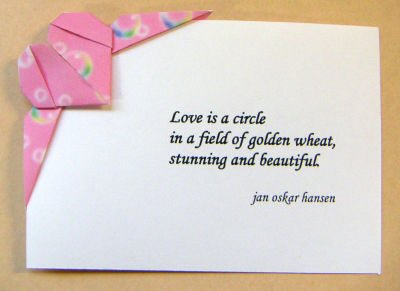 Love is a circle
in a field of golden wheat,
stunning and beautiful.
jan oskar hansen